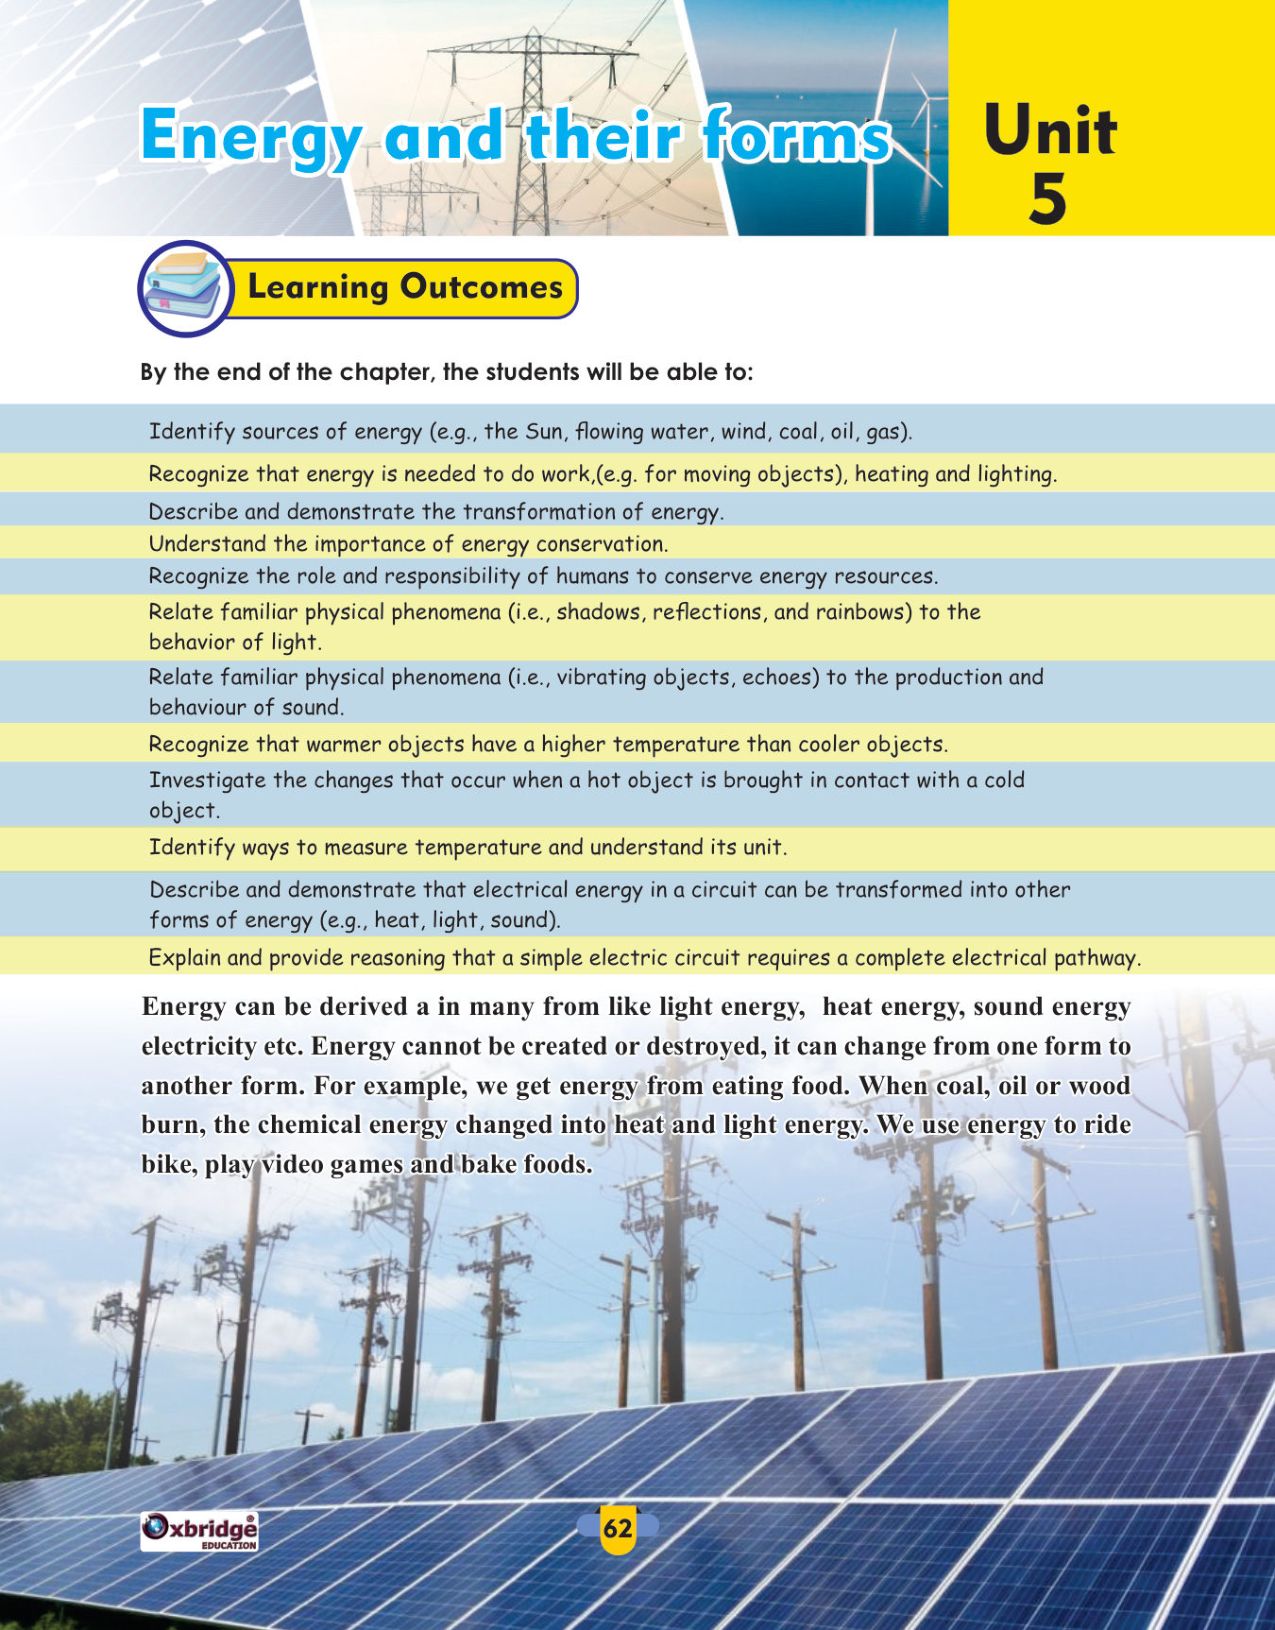 Energy and their forms
Unit
5
Learning Outcomes
By the end of the chapter, the students will be able to:
Identify sources of energy (e.g., the Sun, flowing water, wind, coal, oil, gas).
Recognize that energy is needed to do work,(e.g. for moving objects), heating and lighting.
Describe and demonstrate the transformation of energy.
Understand the importance of energy conservation.
Recognize the role and responsibility of humans to conserve energy resources.
Relate familiar physical phenomena (i.e., shadows, reflections, and rainbows) to the
behavior of light.
Relate familiar physical phenomena (i.e., vibrating objects, echoes) to the production and
behaviour of sound.
Recognize that warmer objects have a higher temperature than cooler objects.
Investigate the changes that occur when a hot object is brought in contact with a cold
object.
Identify ways to measure temperature and understand its unit.
Describe and demonstrate that electrical energy in a circuit can be transformed into other
forms of energy (e.g., heat, light, sound).
Explain and provide reasoning that a simple electric circuit requires a complete electrical pathway.
Energy can be derived a in many from like light energy, heat energy, sound energy
electricity etc. Energy cannot be created or destroyed, it can change from one form to
another form. For example, we get energy from eating food. When coal, oil or wood
burn, the chemical energy changed into heat and light energy. We use energy to ride
bike, play video games and bake foods.
Oxbridge
EDUCATION
62